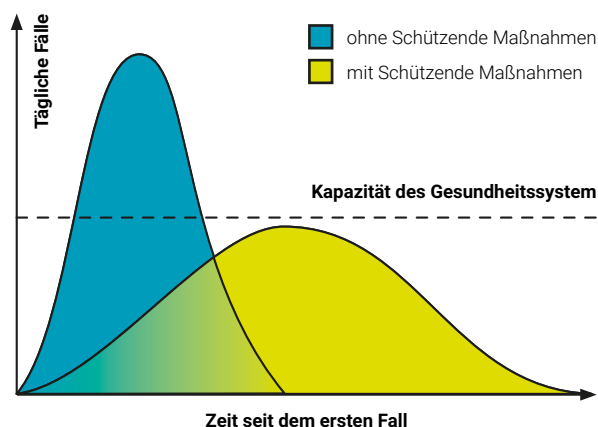 Tägliche Fälle
ohne Schützende Maßnahmen
mit Schützende Maßnahmen
Kapazität des Gesundheitssystem
Zeit seit dem ersten Fall